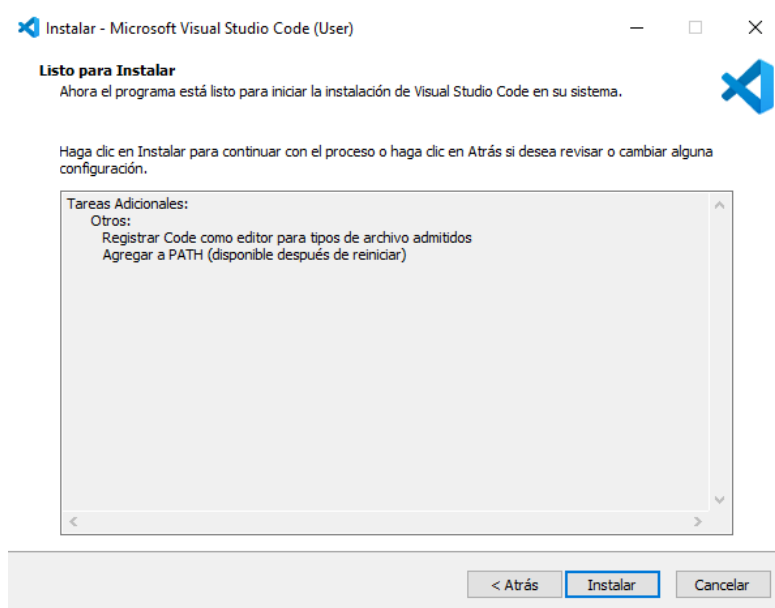 Instalar - Microsoft Visual Studio Code (User)
Listo para Instalar
Ahora el programa está listo para iniciar la instalación de Visual Studio Code en su sistema.
Haga clic en Instalar para continuar con el proceso o haga clic en Atrás si desea revisar o cambiar alguna
configuración.
Tareas Adicionales:
Otros:
Registrar Code como editor para tipos de archivo admitidos
Agregar a PATH (disponible después de reiniciar)
< Atrás
Instalar
Cancelar